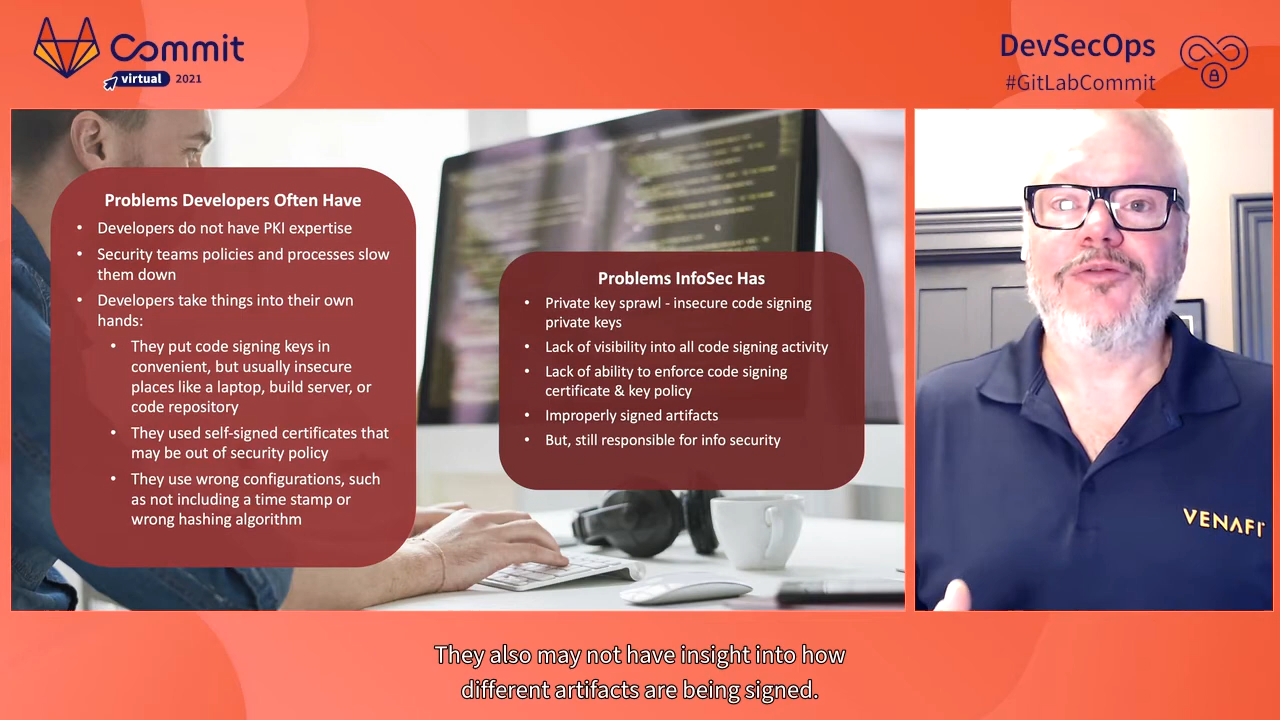 Commit
virtual 2021
DevSecOps
#GitLabCommit
Problems Developers Often Have
• Developers do not have PKI expertise
• Security teams policies and processes slow
them down
• Developers take things into their own
hands:
• They put code signing keys in
convenient, but usually insecure
places like a laptop, build server, or
code repository
• They used self-signed certificates that
may be out of security policy
• They use wrong configurations, such
as not including a time stamp or
wrong hashing algorithm
Problems InfoSec Has
• Private key sprawl - insecure code signing
private keys
• Lack of visibility into all code signing activity
• Lack of ability to enforce code signing
certificate & key policy
• Improperly signed artifacts
• But, still responsible for info security
VENAFI
They also may not have insight into how
different artifacts are being signed.